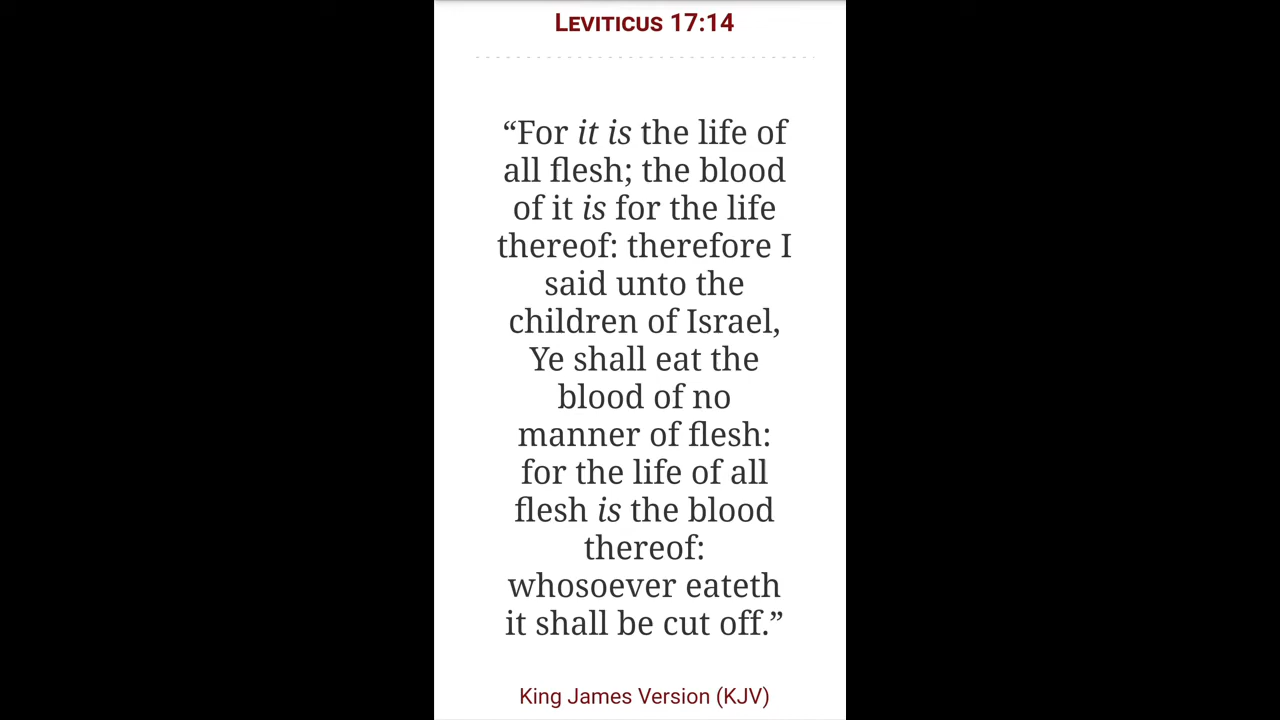 Leviticus 17:14
“For it is the life of
all flesh; the blood
of it is for the life
thereof: therefore I
said unto the
children of Israel,
Ye shall eat the
blood of no
manner of flesh:
for the life of all
flesh is the blood
thereof:
whosoever eateth
it shall be cut off.”
King James Version (KJV)